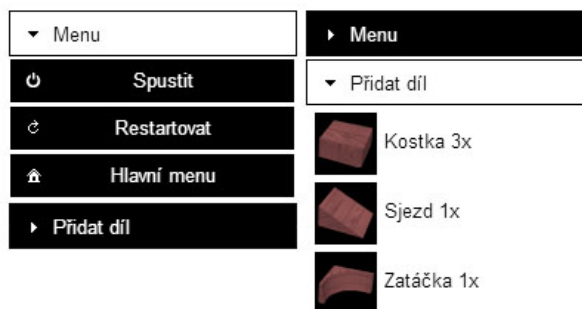 Menu
Spustit
Restartovat
Hlavní menu
Přidat díl
Menu
Přidat díl
Kostka 3x
Sjezd 1x
Zatáčka 1x